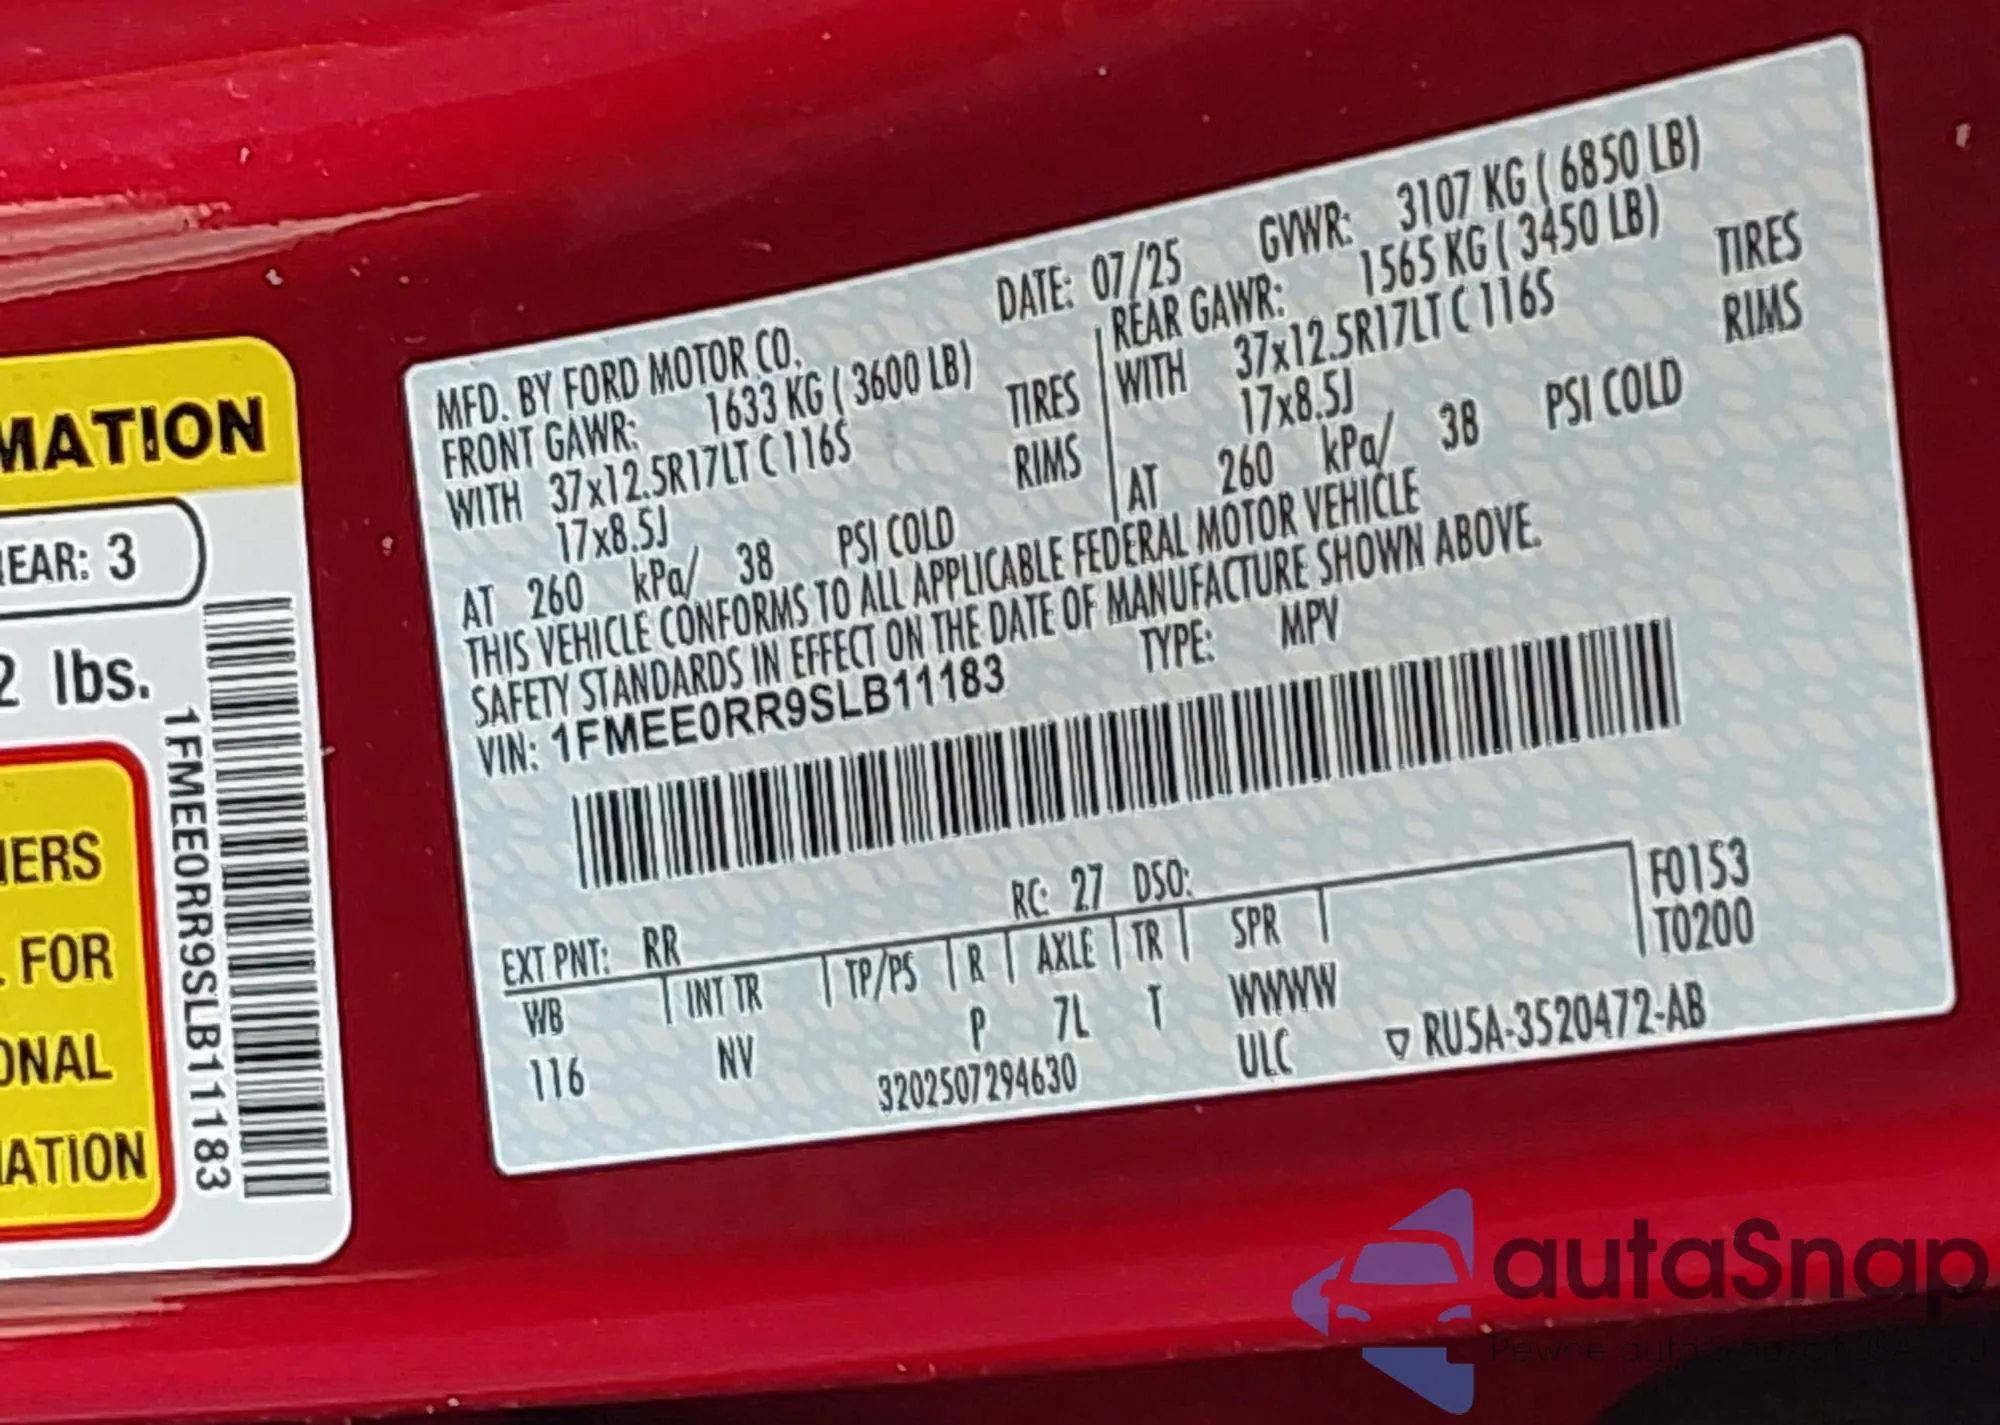 MATION
EAR: 3
2 lbs.
1FMEE0RR9SLB11183
ERS
FOR
ONAL
ATION
MFD. BY FORD MOTOR CO.
DATE: 07/25 GVWR: 3107 KG ( 6850 LB)
FRONT GAWR: 1633 KG ( 3600 LB)
WITH 37x12.5R17LT C 116S TIRES
17x8.5J RIMS
AT 260 kPa/ 38 PSI COLD
REAR GAWR: 1565 KG ( 3450 LB)
WITH 37x12.5R17LT C 116S TIRES
17x8.5J RIMS
AT 260 kPa/ 38 PSI COLD
THIS VEHICLE CONFORMS TO ALL APPLICABLE FEDERAL MOTOR VEHICLE
SAFETY STANDARDS IN EFFECT ON THE DATE OF MANUFACTURE SHOWN ABOVE.
VIN: 1FMEE0RR9SLB11183 TYPE: MPV
EXT PNT: RR RC: 27 DSO: F0153
WB INT TR TP/PS R AXLE TR SPR T0200
116 NV P 7L T WWWW
3202507294630 ULC RU5A-3520472-AB
autaSnap